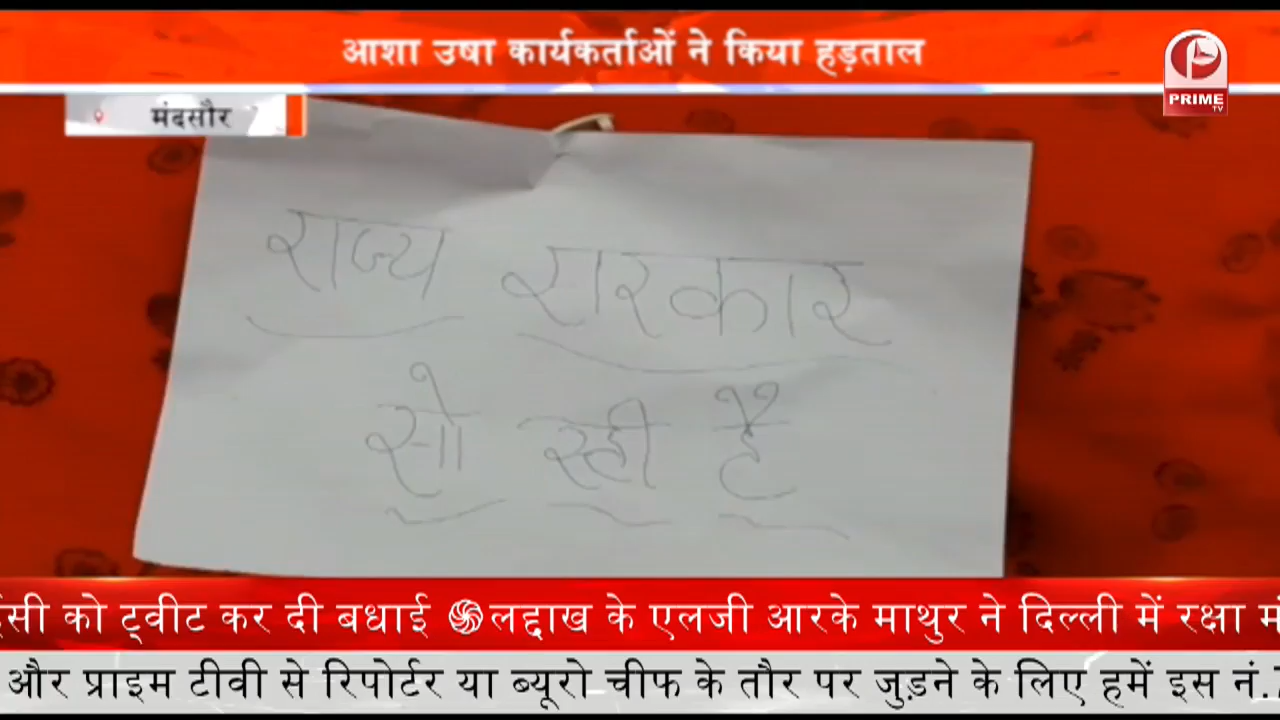 आशा उषा कार्यकर्ताओं ने किया हड़ताल
PRIME
TV
मंदसौर
राज्य सरकार
सो रही है
को ट्वीट कर दी बधाई लद्दाख के एलजी आरके माथुर ने दिल्ली में रक्षा
और प्राइम टीवी से रिपोर्टर या ब्यूरो चीफ के तौर पर जुड़ने के लिए हमें इस नं.